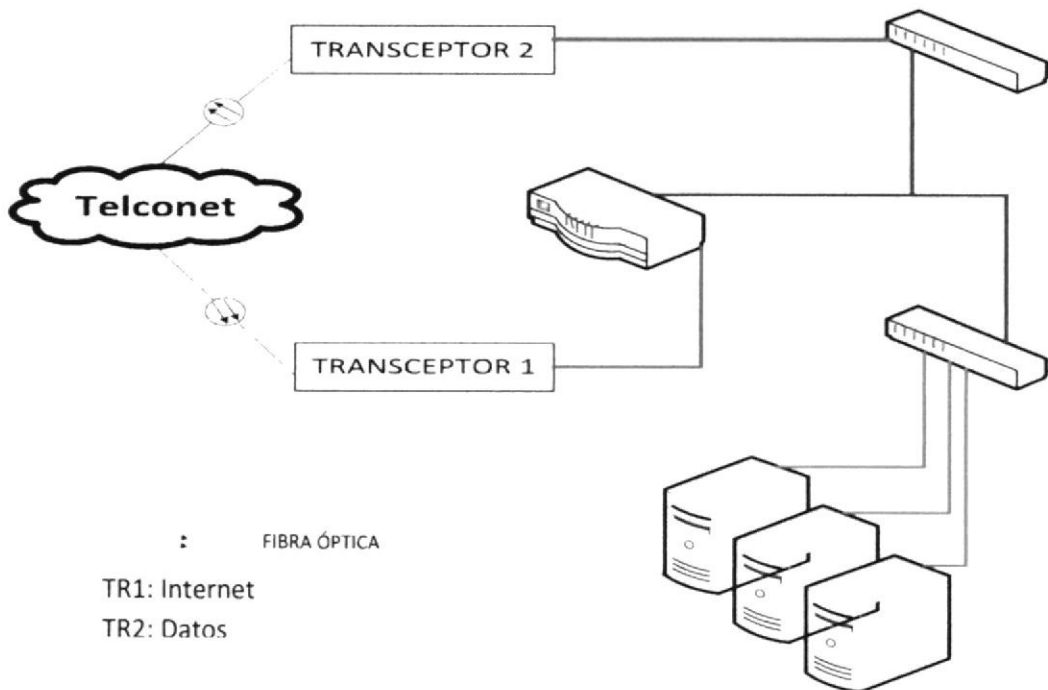 TRANSCEPTOR 2
Telconet
TRANSCEPTOR 1
: FIBRA ÓPTICA
TR1: Internet
TR2: Datos